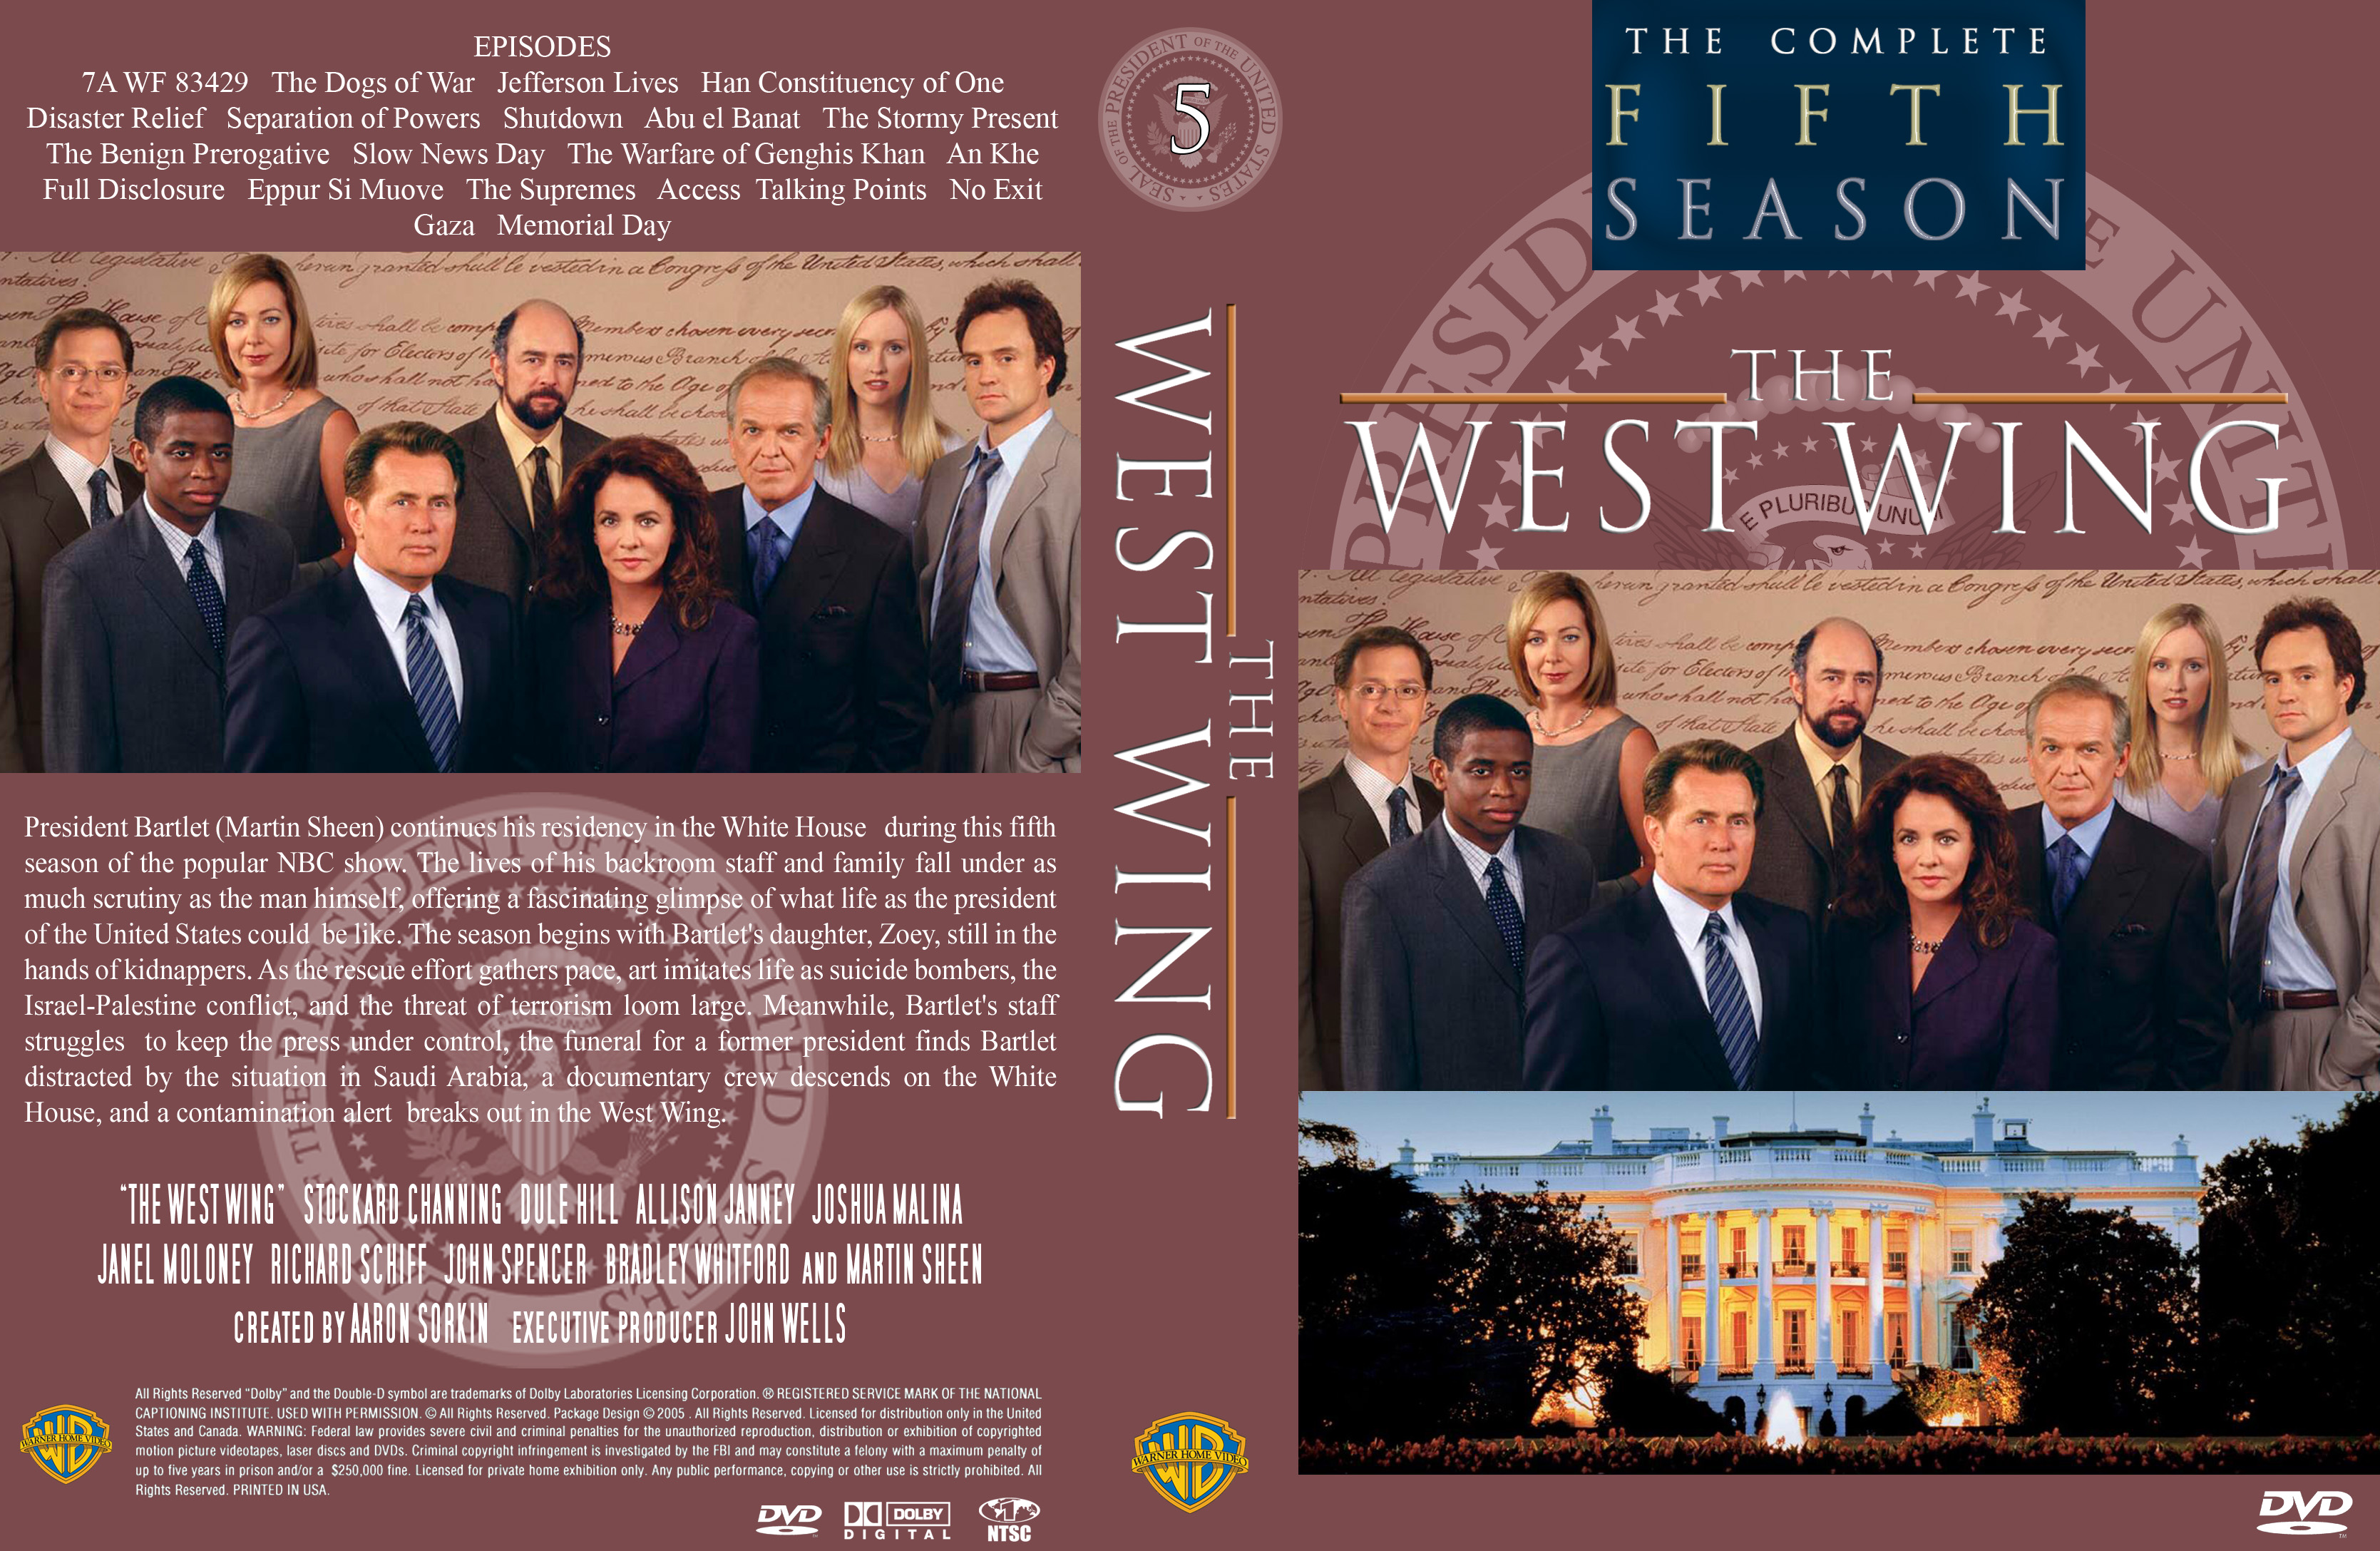 EPISODES
7A WF 83429 The Dogs of War Jefferson Lives Han Constituency of One
Disaster Relief Separation of Powers Shutdown Abu el Banat The Stormy Present
The Benign Prerogative Slow News Day The Warfare of Genghis Khan An Khe
Full Disclosure Eppur Si Muove The Supremes Access Talking Points No Exit
Gaza Memorial Day
President Bartlet (Martin Sheen) continues his residency in the White House during this fifth
season of the popular NBC show. The lives of his backroom staff and family fall under as
much scrutiny as the man himself, offering a fascinating glimpse of what life as the president
of the United States could be like. The season begins with Bartlet's daughter, Zoey, still in the
hands of kidnappers. As the rescue effort gathers pace, art imitates life as suicide bombers, the
Israel-Palestine conflict, and the threat of terrorism loom large. Meanwhile, Bartlet's staff
struggles to keep the press under control, the funeral for a former president finds Bartlet
distracted by the situation in Saudi Arabia, a documentary crew descends on the White
House, and a contamination alert breaks out in the West Wing.
“THE WEST WING” STOCKARD CHANNING DULE HILL ALLISON JANNEY JOSHUA MALINA
JANEL MOLONEY RICHARD SCHIFF JOHN SPENCER BRADLEY WHITFORD AND MARTIN SHEEN
CREATED BY AARON SORKIN EXECUTIVE PRODUCER JOHN WELLS
All Rights Reserved “Dolby” and the Double-D symbol are trademarks of Dolby Laboratories Licensing Corporation. ® REGISTERED SERVICE MARK OF THE NATIONAL
CAPTIONING INSTITUTE. USED WITH PERMISSION. © All Rights Reserved. Package Design © 2005 . All Rights Reserved. Licensed for distribution only in the United
States and Canada. WARNING: Federal law provides severe civil and criminal penalties for the unauthorized reproduction, distribution or exhibition of copyrighted
motion picture videotapes, laser discs and DVDs. Criminal copyright infringement is investigated by the FBI and may constitute a felony with a maximum penalty of
up to five years in prison and/or a $250,000 fine. Licensed for private home exhibition only. Any public performance, copying or other use is strictly prohibited. All
Rights Reserved. PRINTED IN USA.
WARNER HOME VIDEO
DVD
DOLBY
DIGITAL
NTSC
SEAL OF THE PRESIDENT OF THE UNITED STATES
5
THE
WEST WING
WARNER HOME VIDEO
THE COMPLETE
FIFTH
SEASON
THE
WEST WING
E PLURIBUS UNUM
DVD